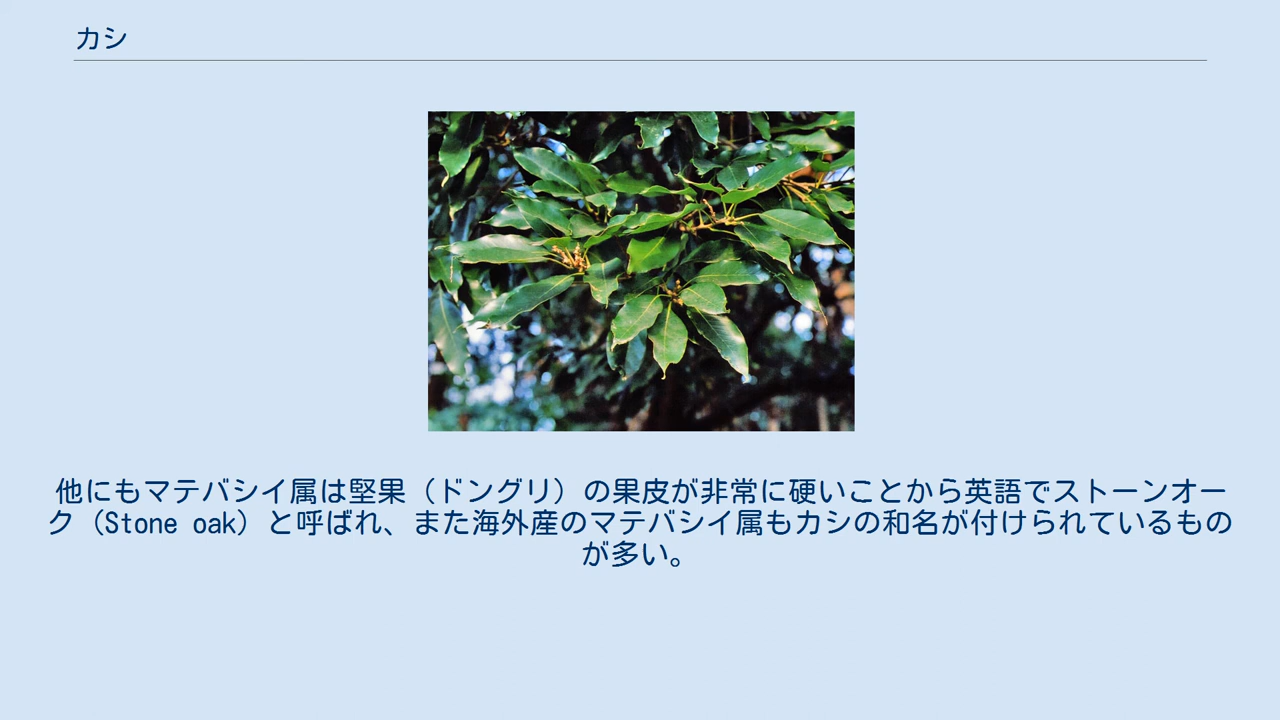 カシ
他にもマテバシイ属は堅果（ドングリ）の果皮が非常に硬いことから英語でストーンオー
ク（Stone oak）と呼ばれ、また海外産のマテバシイ属もカシの和名が付けられているもの
が多い。